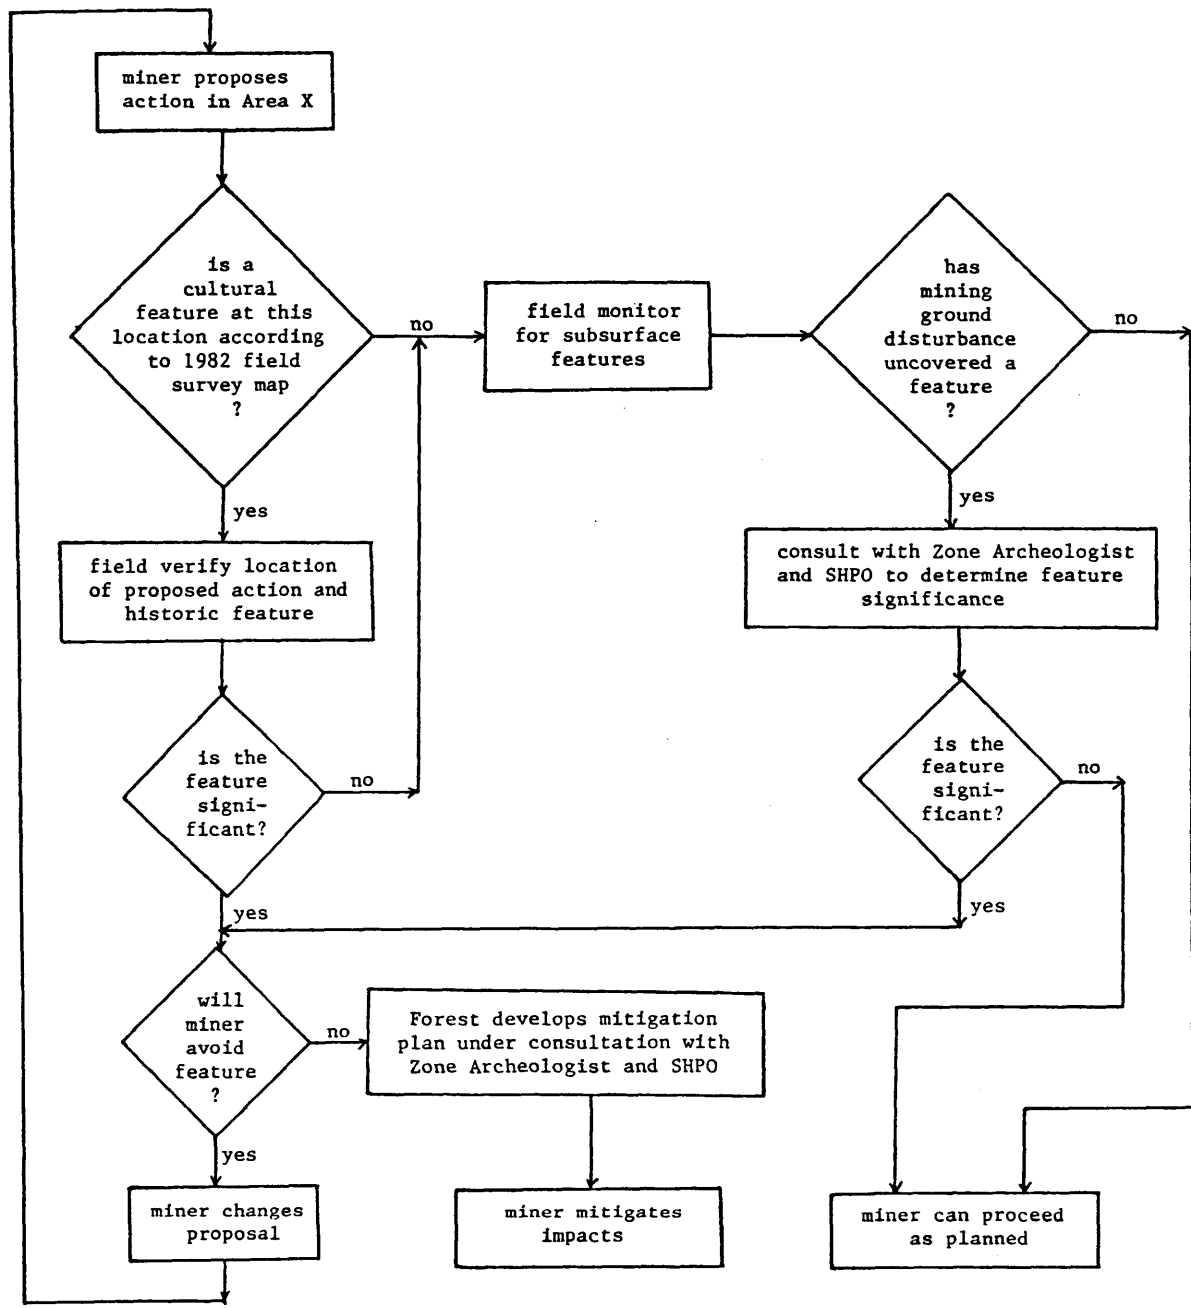 miner proposes
action in Area X
is a
cultural
feature at this
location according
to 1982 field
survey map
?
no
field monitor
for subsurface
features
has
mining
ground
disturbance
uncovered a
feature
?
no
yes
field verify location
of proposed action and
historic feature
yes
consult with Zone Archeologist
and SHPO to determine feature
significance
is the
feature
signi-
ficant?
no
is the
feature
signi-
ficant?
no
yes
yes
will
miner
avoid
feature
?
no
Forest develops mitigation
plan under consultation with
Zone Archeologist and SHPO
yes
miner changes
proposal
miner mitigates
impacts
miner can proceed
as planned